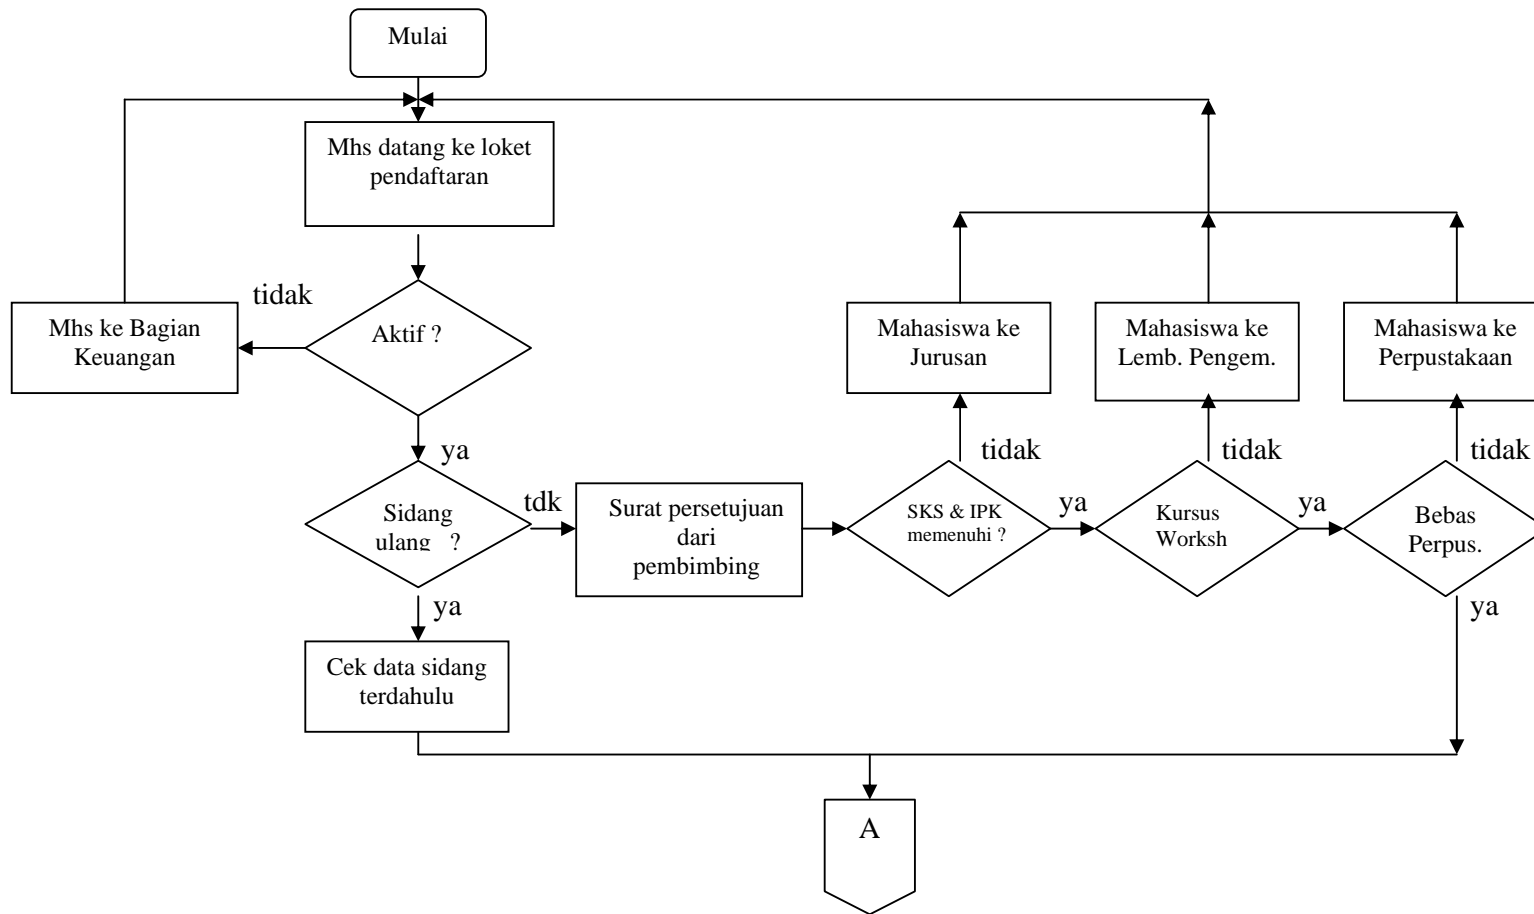 Mulai
Mhs datang ke loket
pendaftaran
tidak
Mhs ke Bagian
Keuangan
Aktif ?
Mahasiswa ke
Jurusan
Mahasiswa ke
Lemb. Pengem.
Mahasiswa ke
Perpustakaan
ya
tidak
tidak
tidak
Sidang
ulang ?
tdk
Surat persetujuan
dari
pembimbing
SKS & IPK
memenuhi ?
ya
Kursus
Worksh
ya
Bebas
Perpus.
ya
ya
Cek data sidang
terdahulu
A